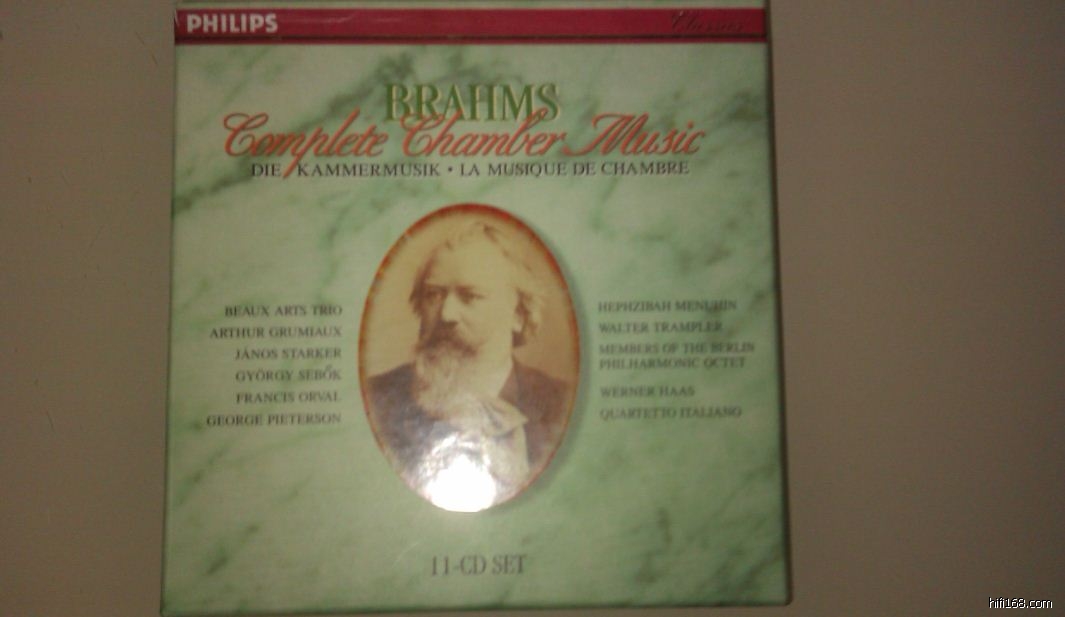 PHILIPS
Classics
BRAHMS
Complete Chamber Music
DIE KAMMERMUSIK • LA MUSIQUE DE CHAMBRE
BEAUX ARTS TRIO
ARTHUR GRUMIAUX
JÁNOS STARKER
GYÖRGY SEBŐK
FRANCIS ORVAL
GEORGE PIETERSON
HEPHZIBAH MENUHIN
WALTER TRAMPLER
MEMBERS OF THE BERLIN
PHILHARMONIC OCTET
WERNER HAAS
QUARTETTO ITALIANO
11-CD SET
hifi168.com